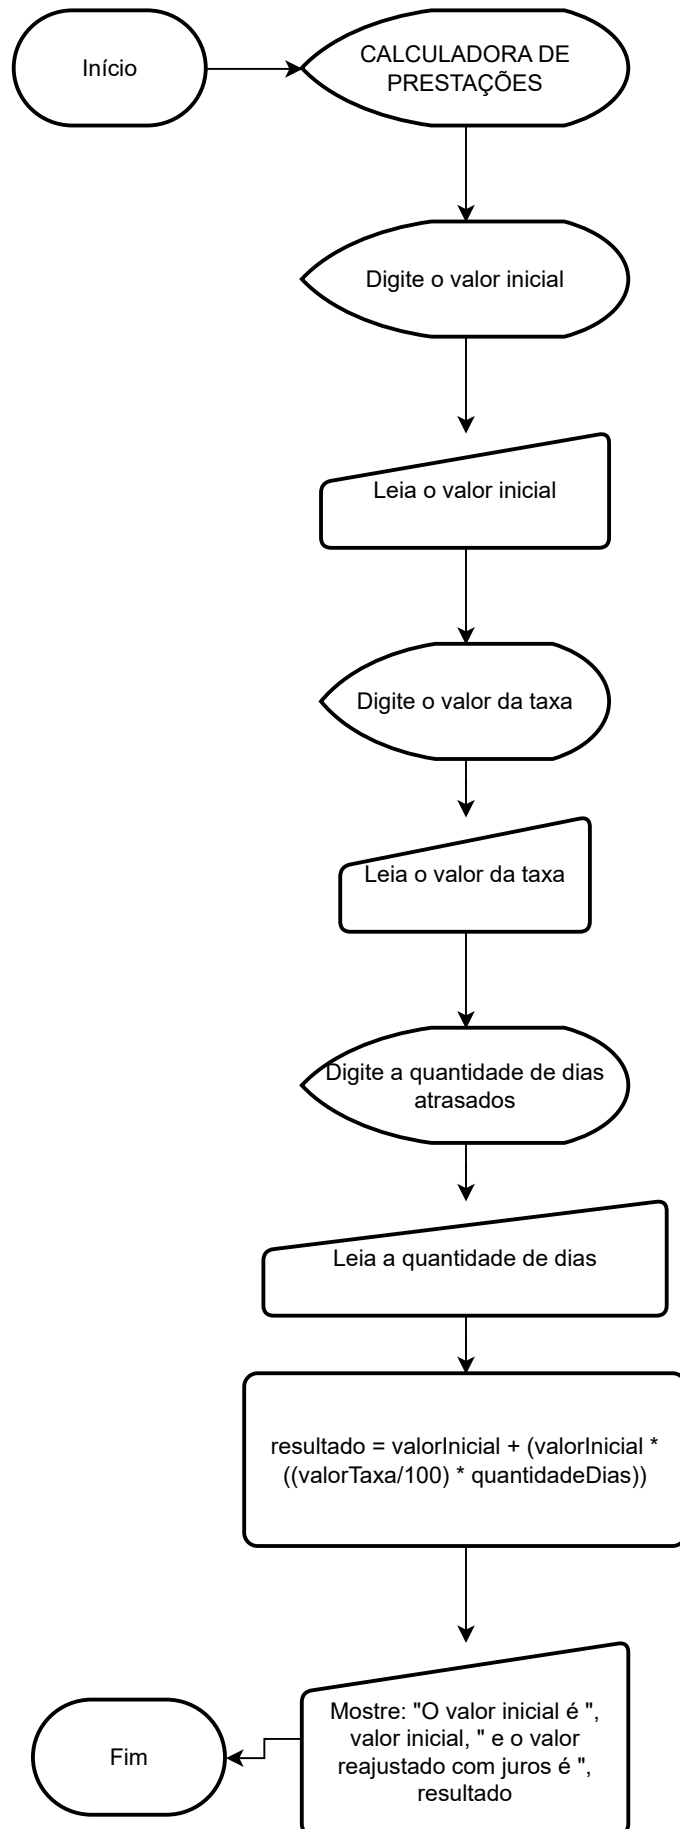 Início
CALCULADORA DE
PRESTAÇÕES
Digite o valor inicial
Leia o valor inicial
Digite o valor da taxa
Leia o valor da taxa
Digite a quantidade de dias
atrasados
Leia a quantidade de dias
resultado = valorInicial + (valorInicial *
((valorTaxa/100) * quantidadeDias))
Mostre: "O valor inicial é ",
valor inicial, " e o valor
reajustado com juros é ",
resultado
Fim